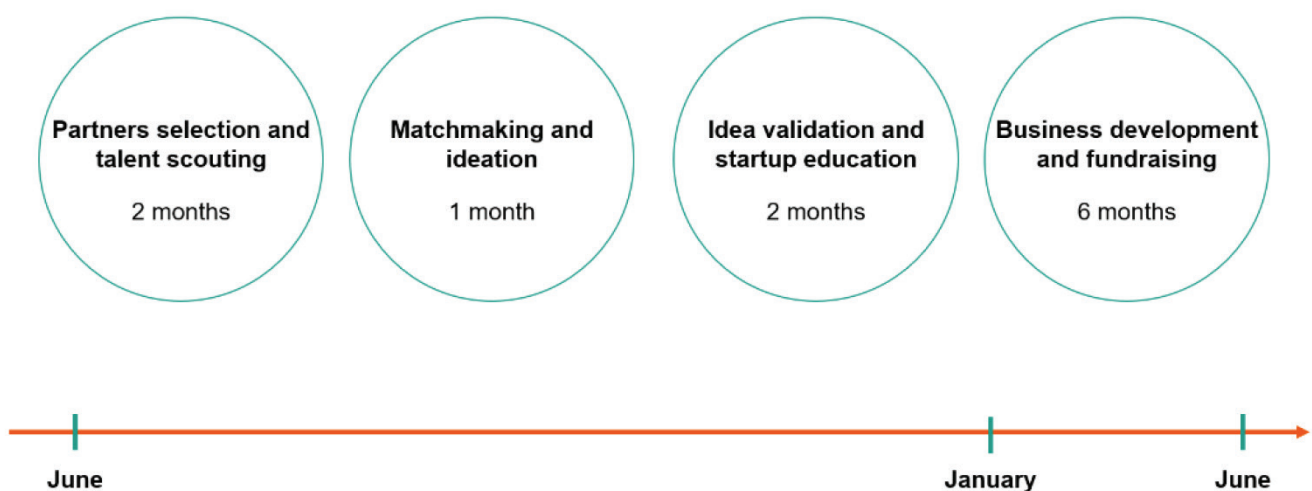 Partners selection and
talent scouting
2 months
Matchmaking and
ideation
1 month
Idea validation and
startup education
2 months
Business development
and fundraising
6 months
June
January
June